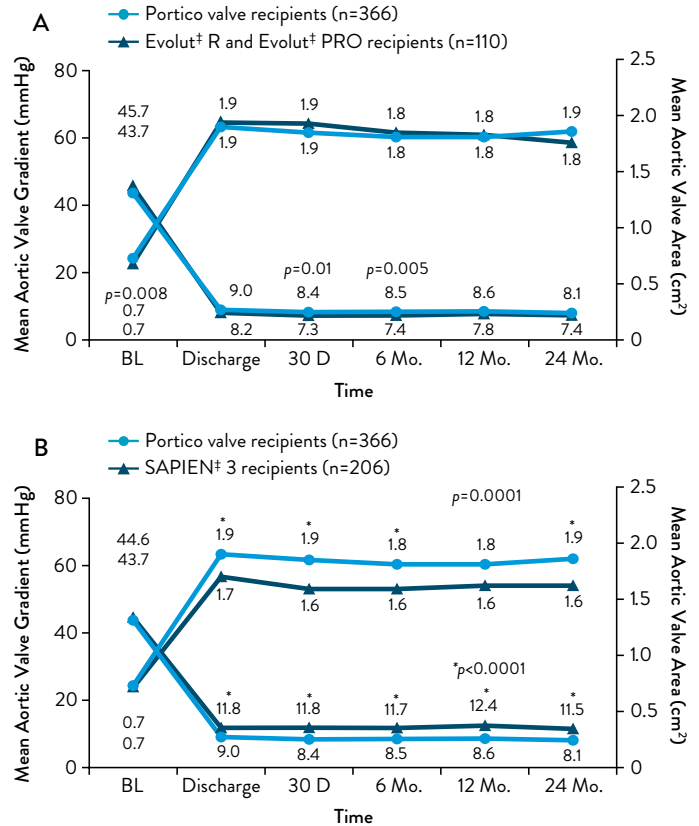 A
Portico valve recipients (n=366)
Evolut‡ R and Evolut‡ PRO recipients (n=110)
Mean Aortic Valve Gradient (mmHg)
Mean Aortic Valve Area (cm²)
80
60
40
20
0
2.5
2.0
1.5
1.0
0.5
0
45.7
43.7
1.9 1.9 1.8 1.8 1.9
1.9 1.9 1.8 1.8 1.8
p=0.01 p=0.005
p=0.008
0.7
0.7
9.0 8.4 8.5 8.6 8.1
8.2 7.3 7.4 7.8 7.4
BL Discharge 30 D 6 Mo. 12 Mo. 24 Mo.
Time
B
Portico valve recipients (n=366)
SAPIEN‡ 3 recipients (n=206)
Mean Aortic Valve Gradient (mmHg)
Mean Aortic Valve Area (cm²)
80
60
40
20
0
2.5
2.0
1.5
1.0
0.5
0
p=0.0001
44.6
43.7
* * * *
1.9 1.9 1.8 1.8 1.9
1.7 1.6 1.6 1.6 1.6
*p<0.0001
* * * * *
11.8 11.8 11.7 12.4 11.5
0.7
0.7
9.0 8.4 8.5 8.6 8.1
BL Discharge 30 D 6 Mo. 12 Mo. 24 Mo.
Time